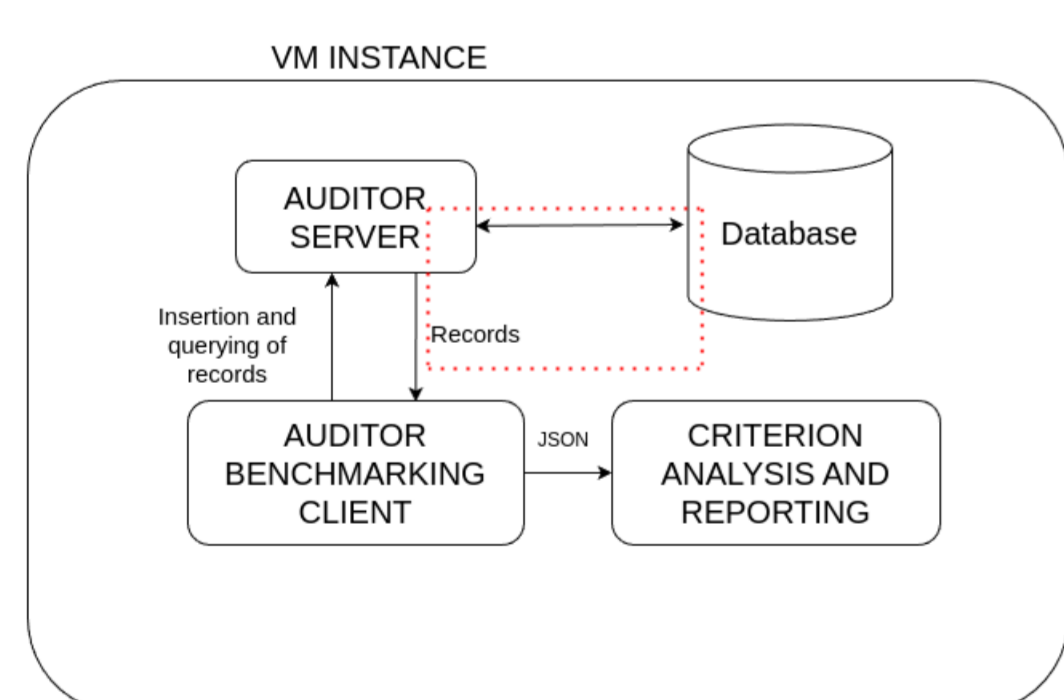 VM INSTANCE
AUDITOR
SERVER
Database
Insertion and
querying of
records
Records
AUDITOR
BENCHMARKING
CLIENT
JSON
CRITERION
ANALYSIS AND
REPORTING